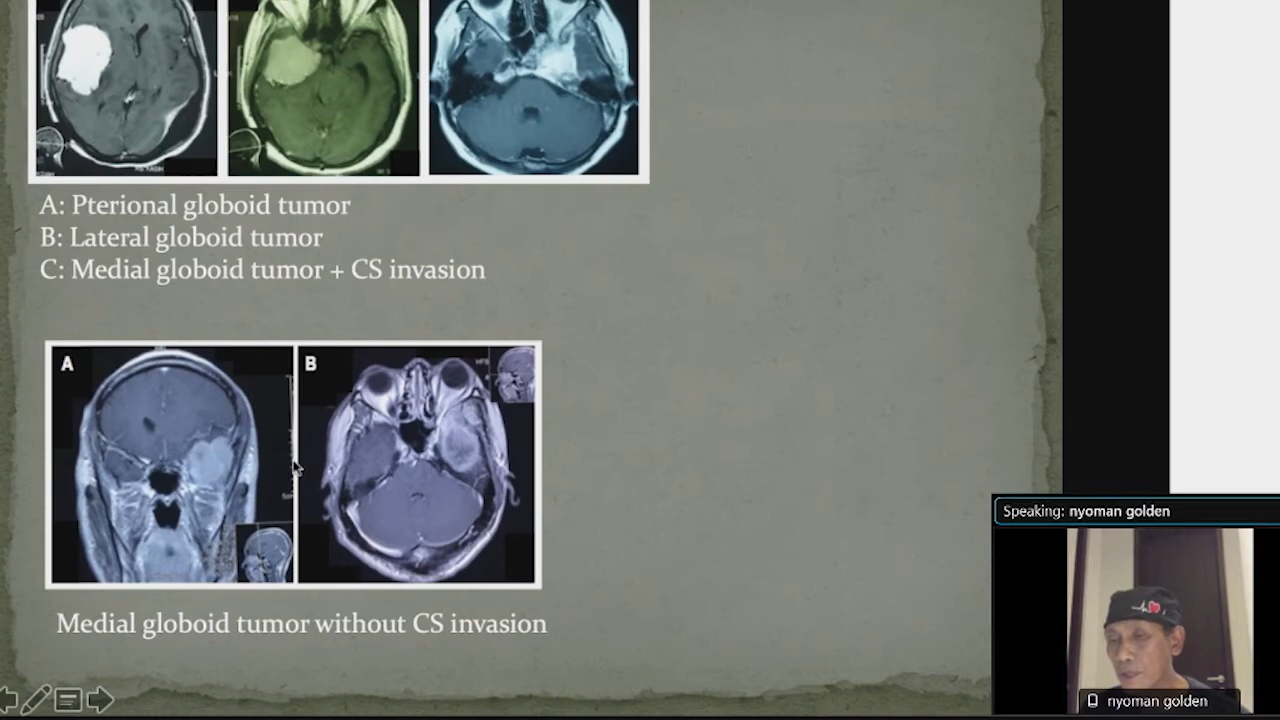 A: Pterional globoid tumor
B: Lateral globoid tumor
C: Medial globoid tumor + CS invasion
A
B
Medial globoid tumor without CS invasion
Speaking: nyoman golden
nyoman golden